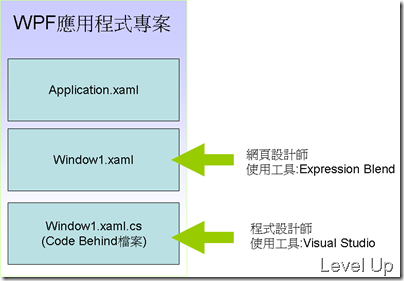 WPF應用程式專案
Application.xaml
Window1.xaml
網頁設計師
使用工具:Expression Blend
Window1.xaml.cs
(Code Behind檔案)
程式設計師
使用工具:Visual Studio
Level Up